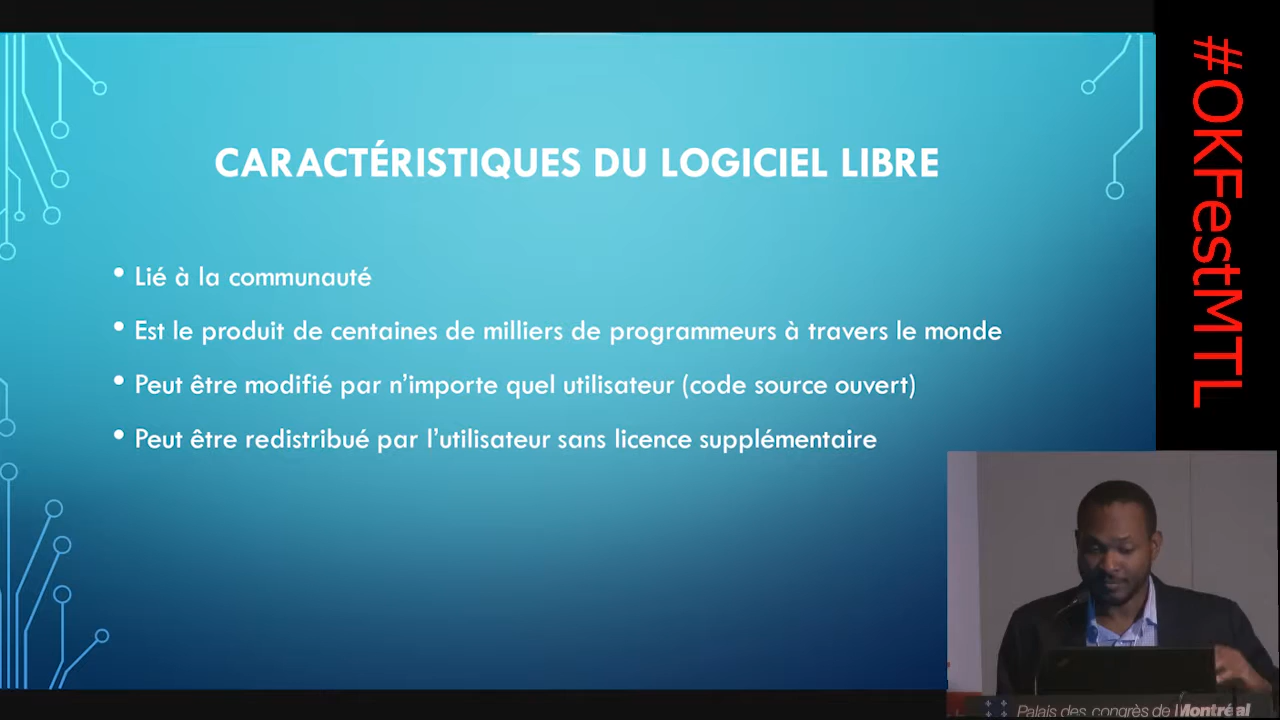 CARACTÉRISTIQUES DU LOGICIEL LIBRE
• Lié à la communauté
• Est le produit de centaines de milliers de programmeurs à travers le monde
• Peut être modifié par n’importe quel utilisateur (code source ouvert)
• Peut être redistribué par l’utilisateur sans licence supplémentaire
#OKFestMTL
Palais des congrès de Montréal